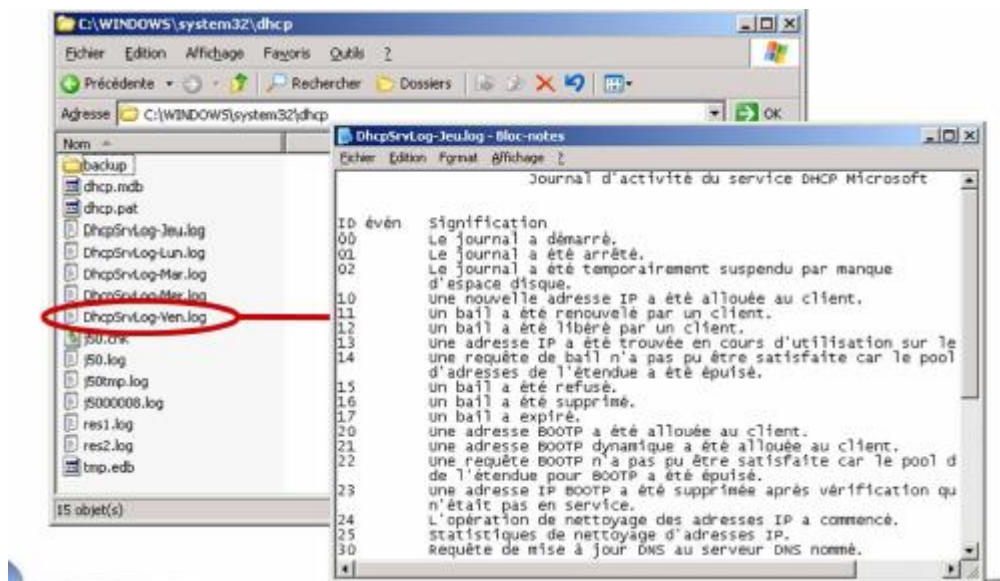 C:\WINDOWS\system32\dhcp
Fichier Edition Affichage Favoris Outils ?
Précédente Rechercher Dossiers
Adresse C:\WINDOWS\system32\dhcp OK
Nom
backup
dhcp.mdb
dhcp.pat
DhcpSrvLog-Jeu.log
DhcpSrvLog-Lun.log
DhcpSrvLog-Mar.log
DhcpSrvLog-Mer.log
DhcpSrvLog-Ven.log
j50.chk
j50.log
j50tmp.log
j5000008.log
res1.log
res2.log
tmp.edb
15 objet(s)
DhcpSrvLog-Jeu.log - Bloc-notes
Fichier Edition Format Affichage ?
Journal d'activité du service DHCP Microsoft
ID évén Signification
00 Le journal a démarré.
01 Le journal a été arrêté.
02 Le journal a été temporairement suspendu par manque
d'espace disque.
10 Une nouvelle adresse IP a été allouée au client.
11 Un bail a été renouvelé par un client.
12 Un bail a été libéré par un client.
13 Une adresse IP a été trouvée en cours d'utilisation sur le
14 Une requête de bail n'a pas pu être satisfaite car le pool
d'adresses de l'étendue a été épuisé.
15 Un bail a été refusé.
16 Un bail a été supprimé.
17 Un bail a expiré.
20 Une adresse BOOTP a été allouée au client.
21 Une adresse BOOTP dynamique a été allouée au client.
22 Une requête BOOTP n'a pas pu être satisfaite car le pool d
de l'étendue pour BOOTP a été épuisé.
23 Une adresse IP BOOTP a été supprimée après vérification qu
n'était pas en service.
24 L'opération de nettoyage des adresses IP a commencé.
25 Statistiques de nettoyage d'adresses IP.
30 Requête de mise à jour DNS au serveur DNS nommé.